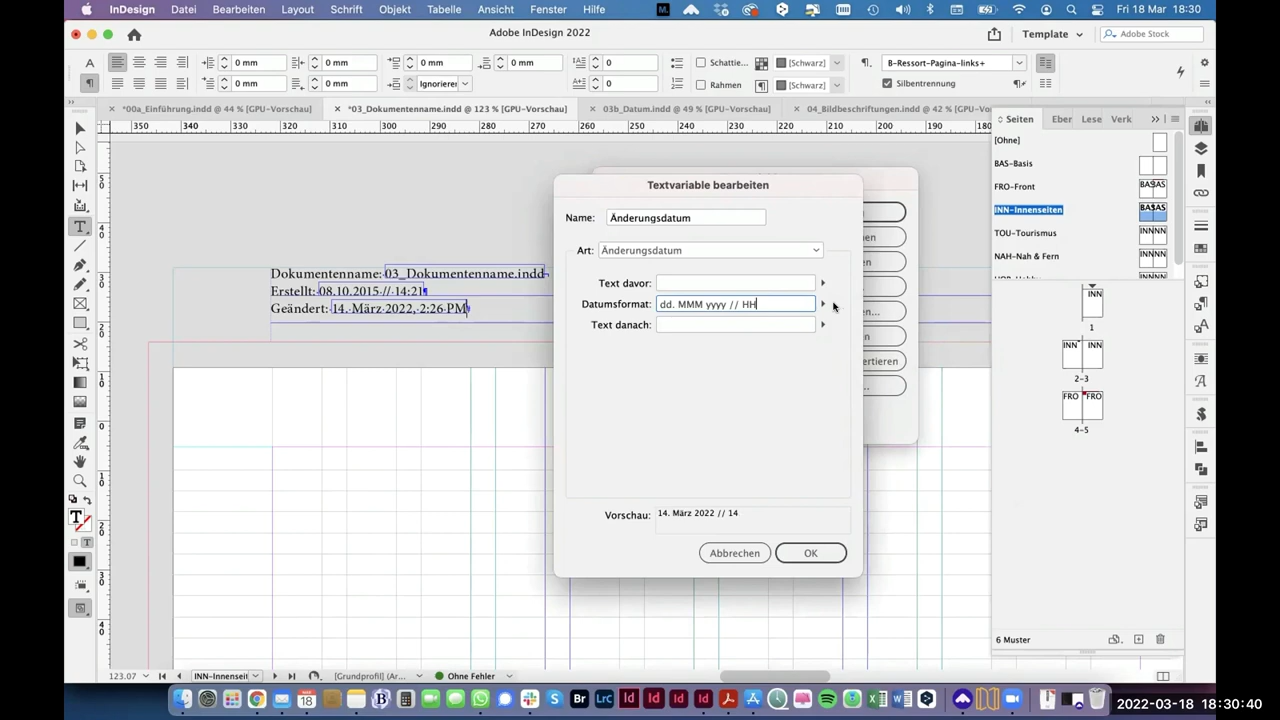 InDesign
Layout
Schrift
Objekt
Tabelle
Ansicht
Fenster
Hilfe
Fri 18 Mar 18:30
Adobe InDesign 2022
Template
Adobe Stock
0 mm
0 mm
0 mm
0 mm
0
Schattie...
[Schwarz]
B-Ressort-Pagina-links+
0 mm
0 mm
Ignorieren
0
Rahmen
[Schwarz]
Silbentrennung
*00a_Einführung.indd @ 44 % [GPU-Vorschau]
*03_Dokumentenname.indd @ 123 % [GPU-Vorschau]
03b_Datum.indd @ 49 % [GPU-Vorschau]
04_Bildbeschriftungen.indd @ 42 %
350 340 330 320 310 300 290 280 270 260 250 240 230 220 210 200 190
Seiten
Eber
Lese
Verk
[Ohne]
BAS-Basis
FRO-Front
INN-Innenseiten
TOU-Tourismus
NAH-Nah & Fern
INN
1
INN INN
2-3
FRO FRO
4-5
6 Muster
Dokumentenname: 03_Dokumentenname.indd
Erstellt: 08.10.2015 // 14:21
Geändert: 14. März 2022, 2:26 PM
Textvariable bearbeiten
Name: Änderungsdatum
Art: Änderungsdatum
Text davor:
Datumsformat: dd. MMM yyyy // HH
Text danach:
Vorschau: 14. März 2022 // 14
Abbrechen
OK
123.07
INN-Innenseit
[Grundprofil] (Ar...
Ohne Fehler
2022-03-18 18:30:40